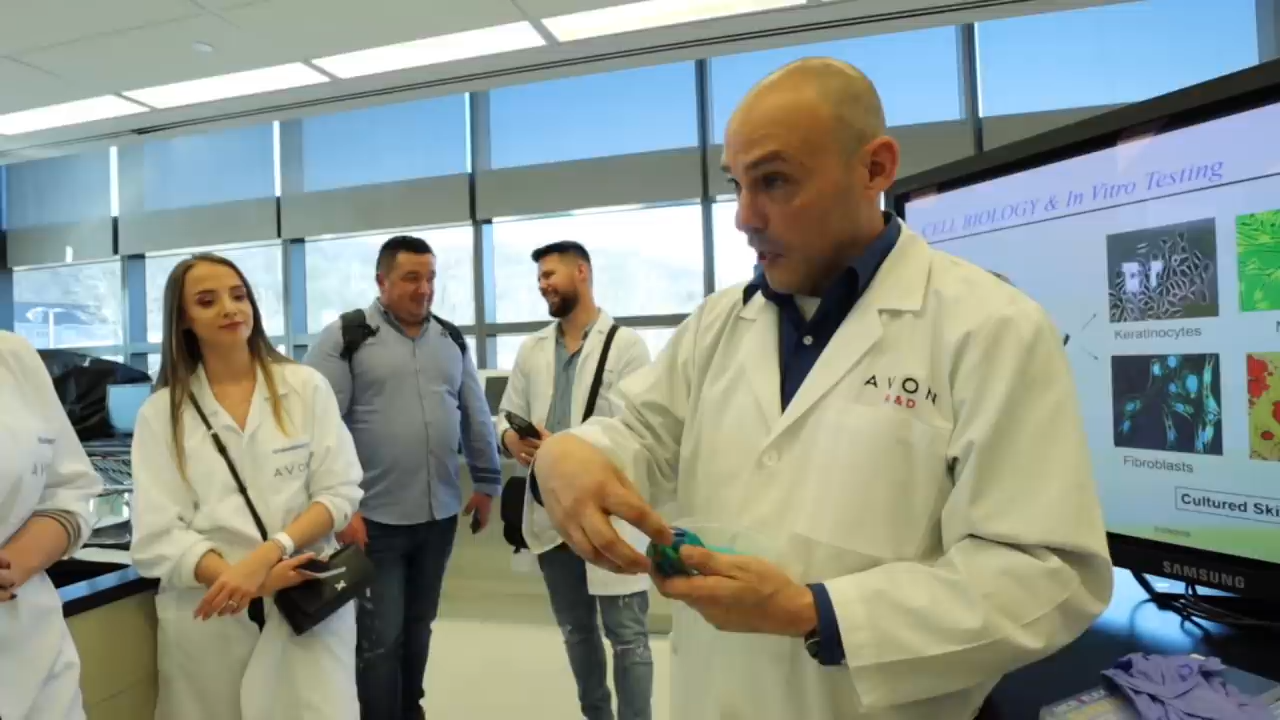 CELL BIOLOGY & In Vitro Testing
Keratinocytes
Fibroblasts
Cultured Ski
SAMSUNG
AVON
R&D
AVON